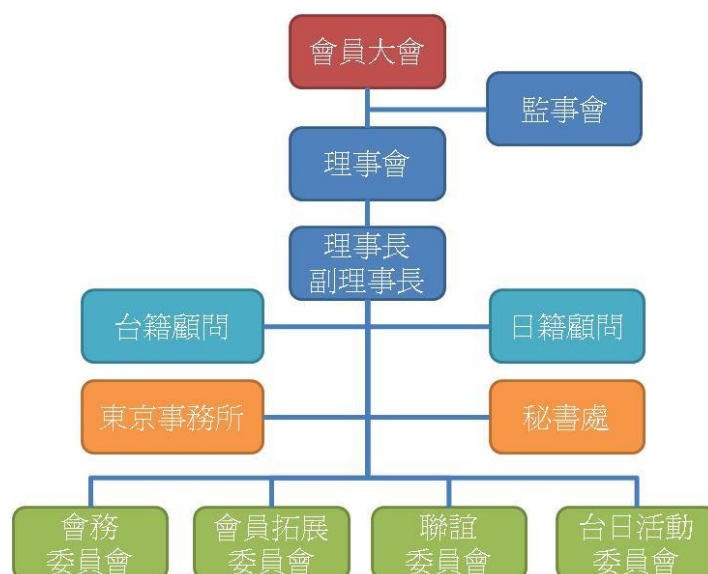 會員大會
監事會
理事會
理事長
副理事長
台籍顧問
日籍顧問
東京事務所
秘書處
會務
委員會
會員拓展
委員會
聯誼
委員會
台日活動
委員會